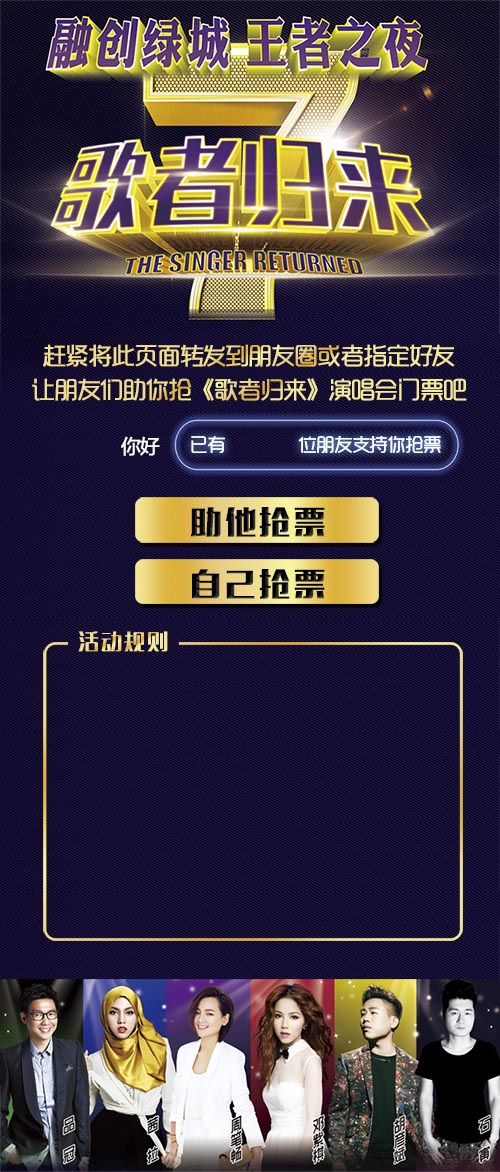 融创绿城 王者之夜
7
歌者归来
THE SINGER RETURNED
赶紧将此页面转发到朋友圈或者指定好友
让朋友们助你抢《歌者归来》演唱会门票吧
你好 已有 位朋友支持你抢票
助他抢票
自己抢票
活动规则
品冠
茜拉
周笔畅
邓紫棋
胡彦斌
石头